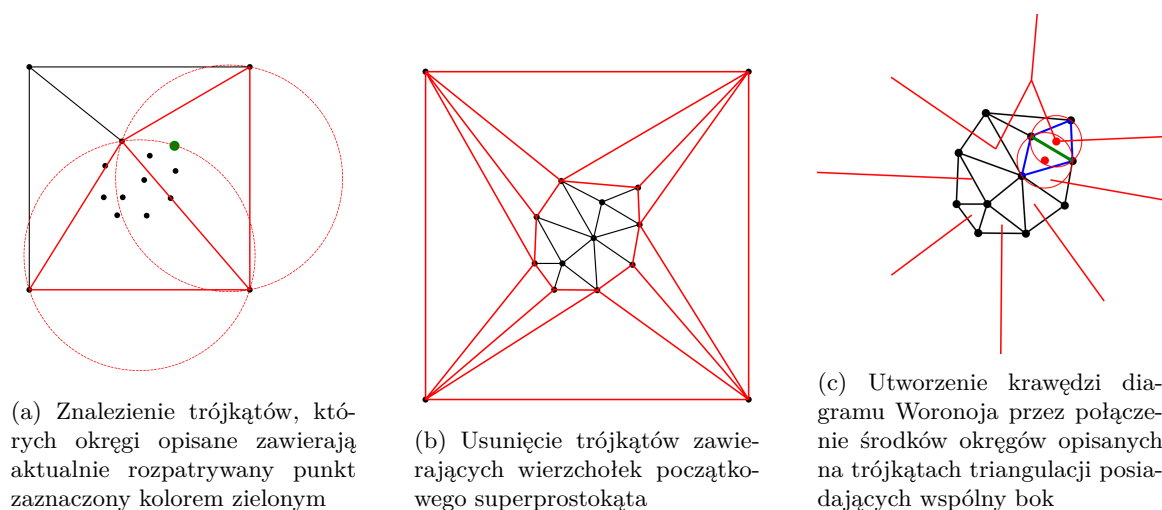 (a) Znalezienie trójkątów, któ-
rych okręgi opisane zawierają
aktualnie rozpatrywany punkt
zaznaczony kolorem zielonym
(b) Usunięcie trójkątów zawie-
rających wierzchołek początko-
wego superprostokąta
(c) Utworzenie krawędzi dia-
gramu Woronoja przez połącze-
nie środków okręgów opisanych
na trójkątach triangulacji posia-
dających wspólny bok